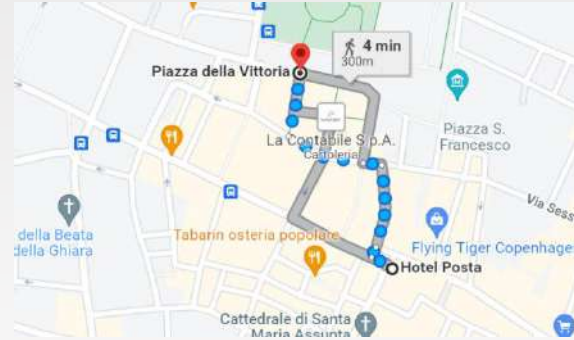 4 min
300m
Piazza della Vittoria
La Contabile S.p.A.
Cartoleria
Piazza S.
Francesco
Via Sess
della Beata
della Ghiara
Tabarin osteria popolare
Flying Tiger Copenhage
Hotel Posta
Cattedrale di Santa
Maria Assunta